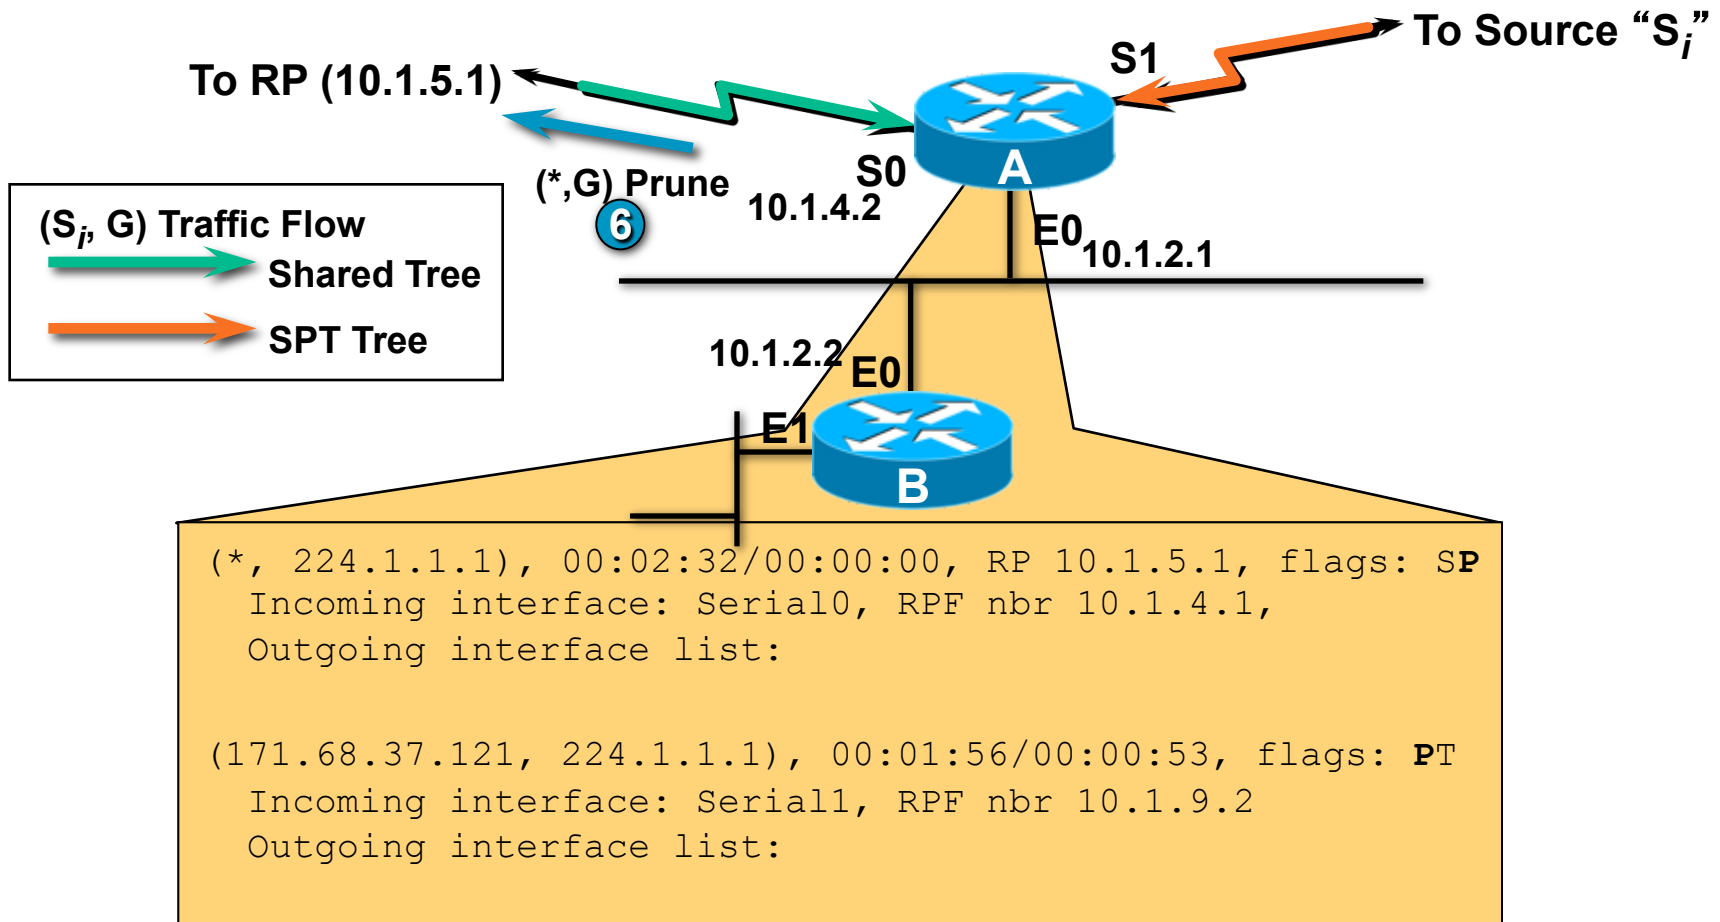 To Source “Si”
S1
To RP (10.1.5.1)
A
S0
(*,G) Prune
6
10.1.4.2
(Si, G) Traffic Flow
Shared Tree
SPT Tree
E0
10.1.2.1
10.1.2.2
E0
E1
B
(*, 224.1.1.1), 00:02:32/00:00:00, RP 10.1.5.1, flags: SP
Incoming interface: Serial0, RPF nbr 10.1.4.1,
Outgoing interface list:
(171.68.37.121, 224.1.1.1), 00:01:56/00:00:53, flags: PT
Incoming interface: Serial1, RPF nbr 10.1.9.2
Outgoing interface list: